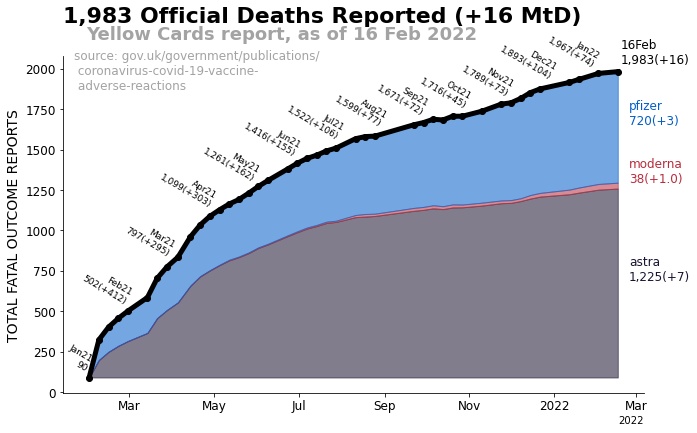 1,983 Official Deaths Reported (+16 MtD)
Yellow Cards report, as of 16 Feb 2022
source: gov.uk/government/publications/
coronavirus-covid-19-vaccine-
adverse-reactions
TOTAL FATAL OUTCOME REPORTS
2000
1750
1500
1250
1000
750
500
250
0
Jan21
90
Feb21
502(+412)
Mar21
797(+295)
Apr21
1,099(+303)
May21
1,261(+162)
Jun21
1,416(+155)
Jul21
1,522(+106)
Aug21
1,599(+77)
Sep21
1,671(+72)
Oct21
1,716(+45)
Nov21
1,789(+73)
Dec21
1,893(+104)
Jan22
1,967(+74)
16Feb
1,983(+16)
pfizer
720(+3)
moderna
38(+1.0)
astra
1,225(+7)
Mar
May
Jul
Sep
Nov
2022
Mar
2022